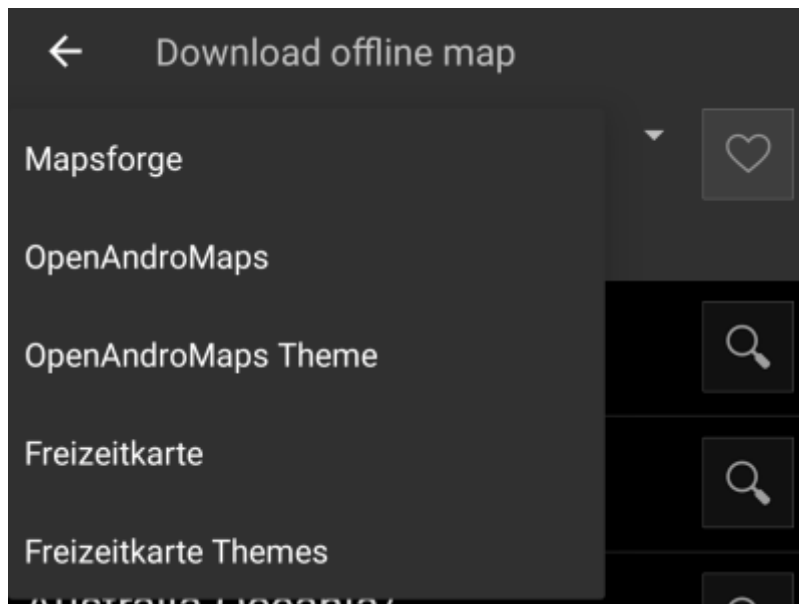 Download offline map
Mapsforge
OpenAndroMaps
OpenAndroMaps Theme
Freizeitkarte
Freizeitkarte Themes